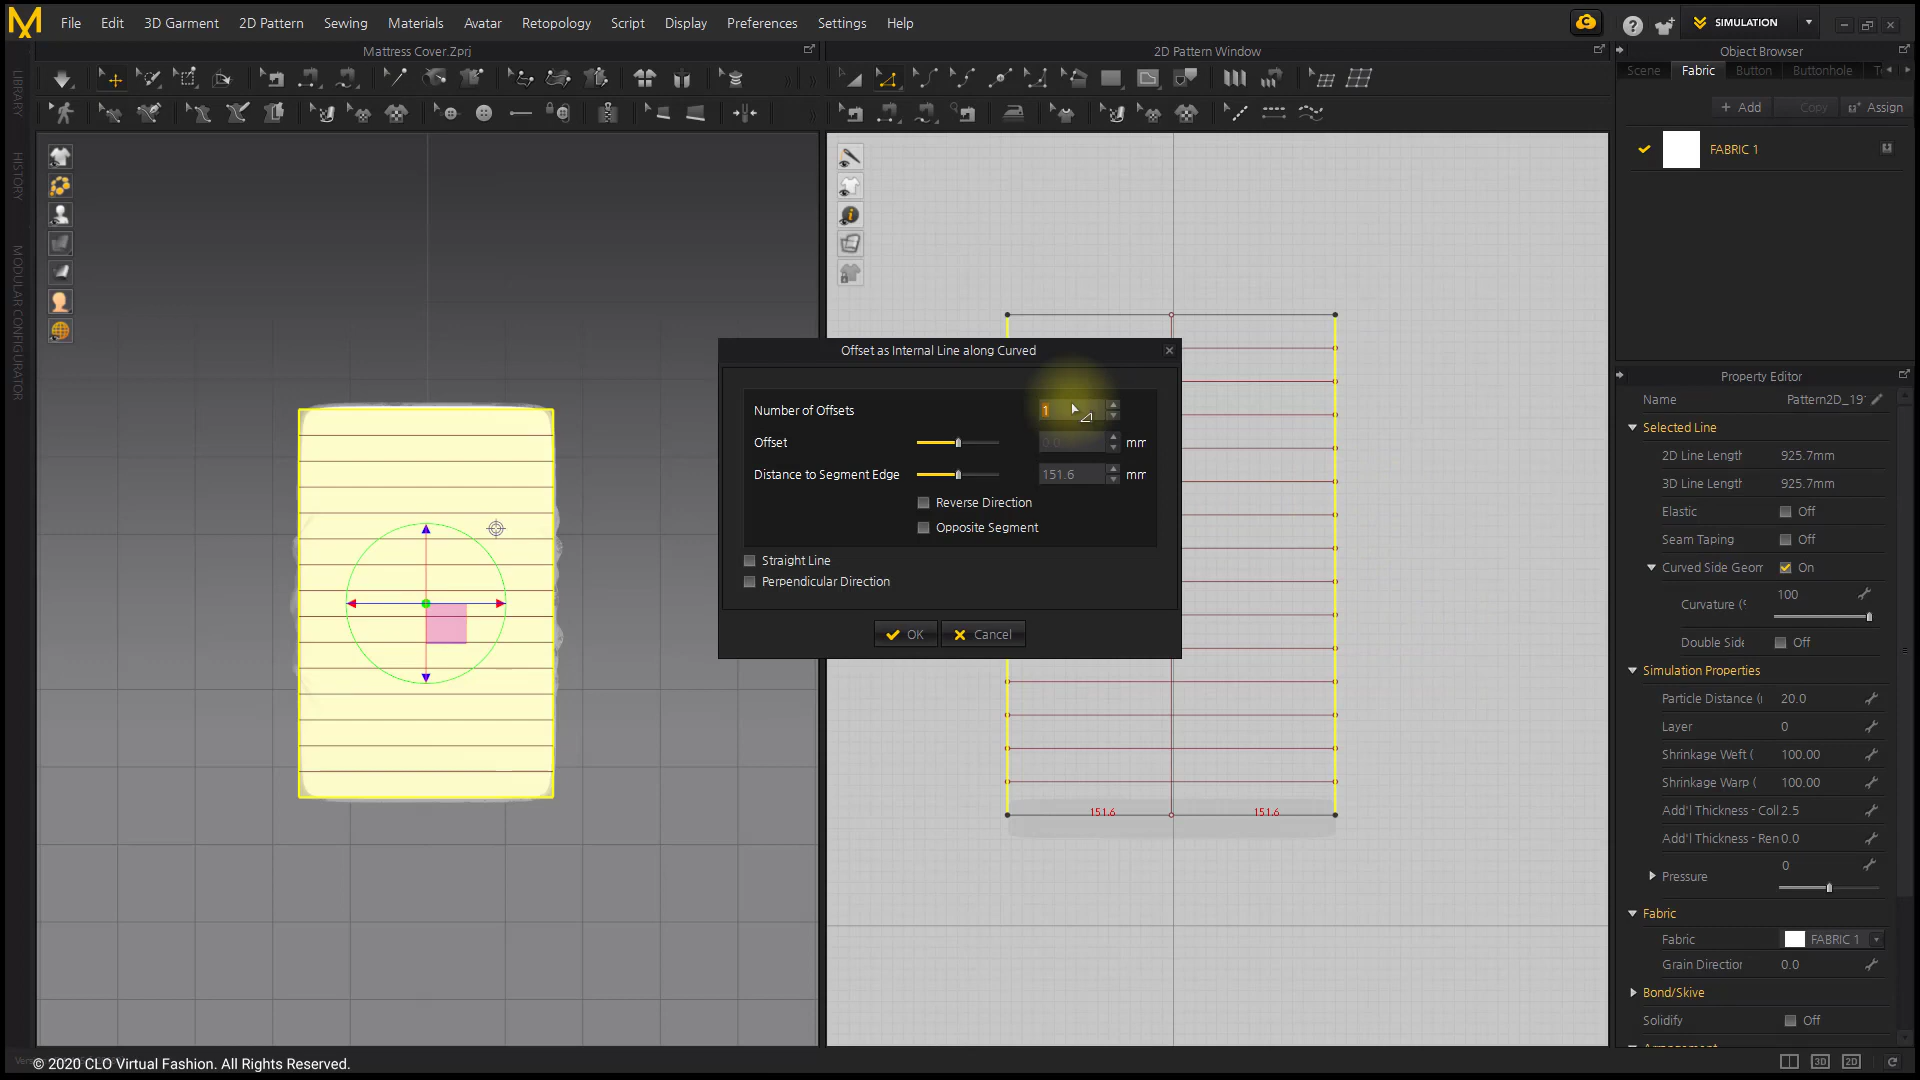 File Edit 3D Garment 2D Pattern Sewing Materials Avatar Retopology Script Display Preferences Settings Help
SIMULATION
Mattress Cover.Zprj
2D Pattern Window
Object Browser
Scene Fabric Button Buttonhole
Add Copy Assign
FABRIC 1
LIBRARY
HISTORY
MODULAR CONFIGURATOR
Offset as Internal Line along Curved
Number of Offsets 1
Offset 0.0 mm
Distance to Segment Edge 151.6 mm
Reverse Direction
Opposite Segment
Straight Line
Perpendicular Direction
OK Cancel
151.6 151.6
Property Editor
Name Pattern2D_19
Selected Line
2D Line Length 925.7mm
3D Line Length 925.7mm
Elastic Off
Seam Taping Off
Curved Side Geom On
Curvature (% 100
Double Side Off
Simulation Properties
Particle Distance ( 20.0
Layer 0
Shrinkage Weft ( 100.00
Shrinkage Warp ( 100.00
Add'l Thickness - Coll 2.5
Add'l Thickness - Ren 0.0
Pressure 0
Fabric
Fabric FABRIC 1
Grain Direction 0.0
Bond/Skive
Solidify Off
© 2020 CLO Virtual Fashion. All Rights Reserved.
3D 2D